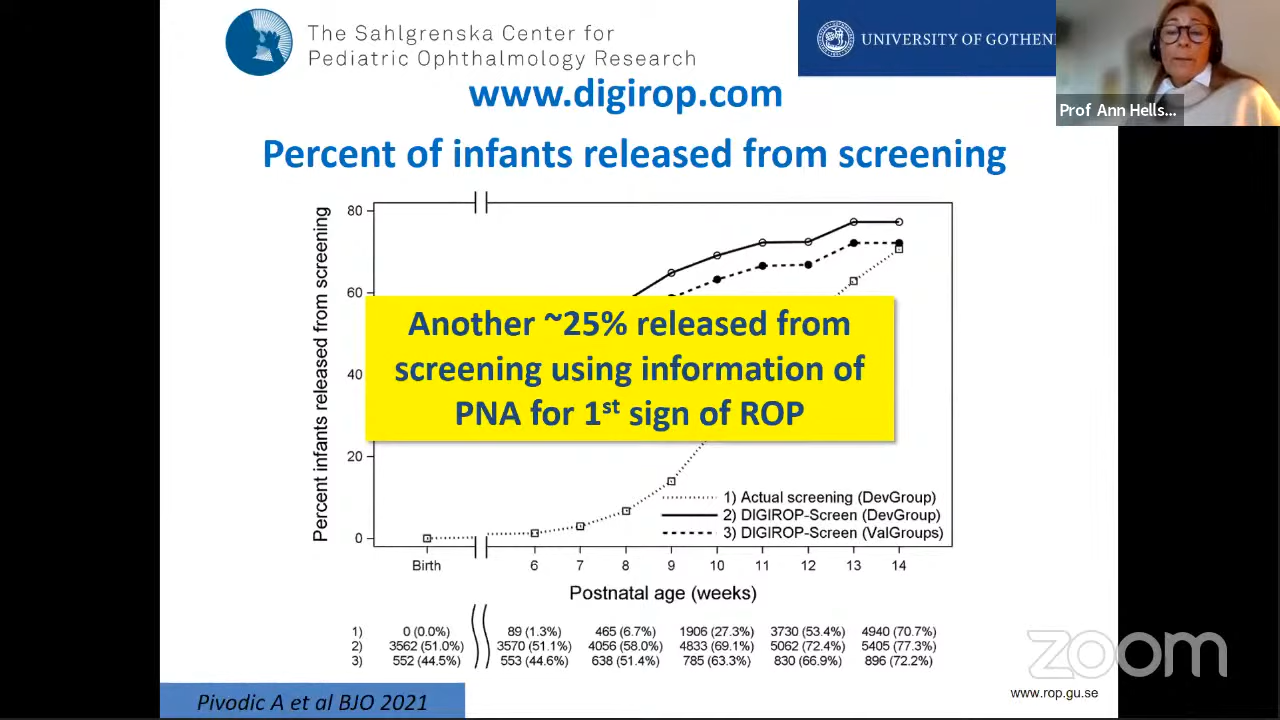 The Sahlgrenska Center for
Pediatric Ophthalmology Research
UNIVERSITY OF GOTHEN
Prof Ann Hells...
www.digirop.com
Percent of infants released from screening
Percent infants released from screening
80
60
40
20
0
Another ~25% released from
screening using information of
PNA for 1st sign of ROP
1) Actual screening (DevGroup)
2) DIGIROP-Screen (DevGroup)
3) DIGIROP-Screen (ValGroups)
Birth 6 7 8 9 10 11 12 13 14
Postnatal age (weeks)
1) 0 (0.0%) 89 (1.3%) 465 (6.7%) 1906 (27.3%) 3730 (53.4%) 4940 (70.7%)
2) 3562 (51.0%) 3570 (51.1%) 4056 (58.0%) 4833 (69.1%) 5062 (72.4%) 5405 (77.3%)
3) 552 (44.5%) 553 (44.6%) 638 (51.4%) 785 (63.3%) 830 (66.9%) 896 (72.2%)
zoom
www.rop.gu.se
Pivodic A et al BJO 2021